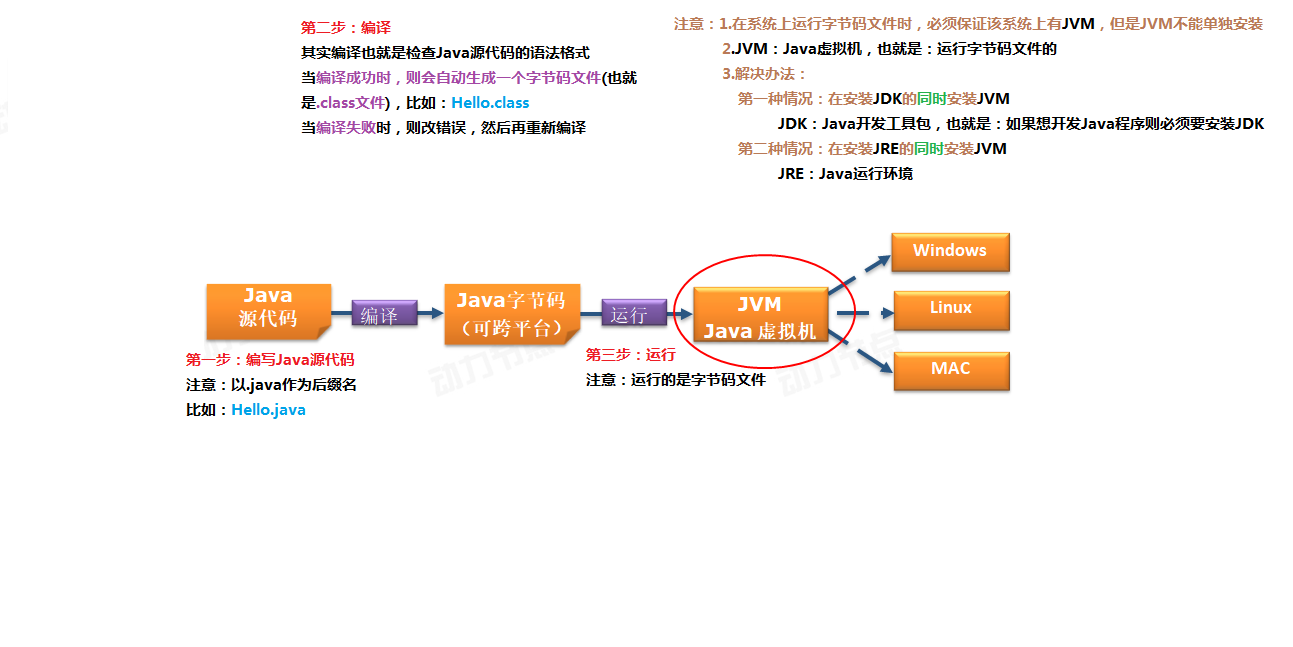 第二步：编译
其实编译也就是检查Java源代码的语法格式
当编译成功时，则会自动生成一个字节码文件(也就
是.class文件)，比如：Hello.class
当编译失败时，则改错误，然后再重新编译
注意：1.在系统上运行字节码文件时，必须保证该系统上有JVM，但是JVM不能单独安装
2.JVM：Java虚拟机，也就是：运行字节码文件的
3.解决办法：
第一种情况：在安装JDK的同时安装JVM
JDK：Java开发工具包，也就是：如果想开发Java程序则必须要安装JDK
第二种情况：在安装JRE的同时安装JVM
JRE：Java运行环境
Java
源代码
编译
Java字节码
（可跨平台）
运行
JVM
Java 虚拟机
Windows
Linux
MAC
第一步：编写Java源代码
注意：以.java作为后缀名
比如：Hello.java
第三步：运行
注意：运行的是字节码文件
动力节点
动力节点